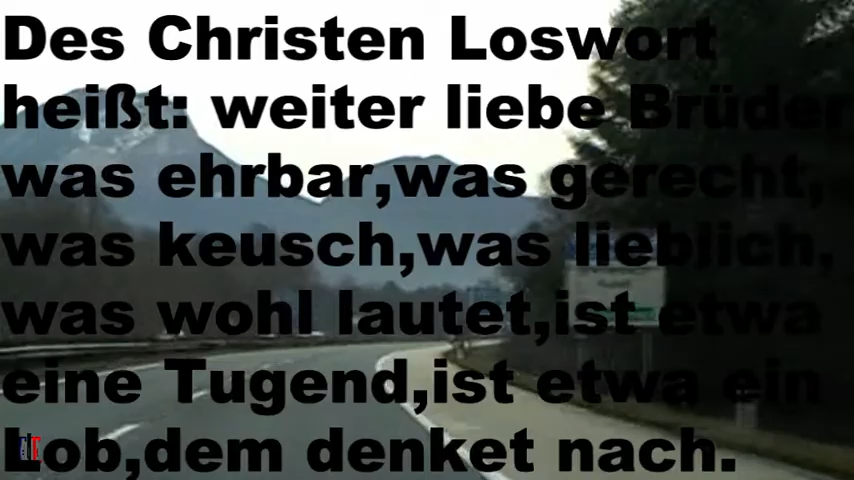 Des Christen Loswort
heißt: weiter liebe Brüder
was ehrbar,was gerecht,
was keusch,was lieblich,
was wohl lautet,ist etwa
eine Tugend,ist etwa ein
Lob,dem denket nach.